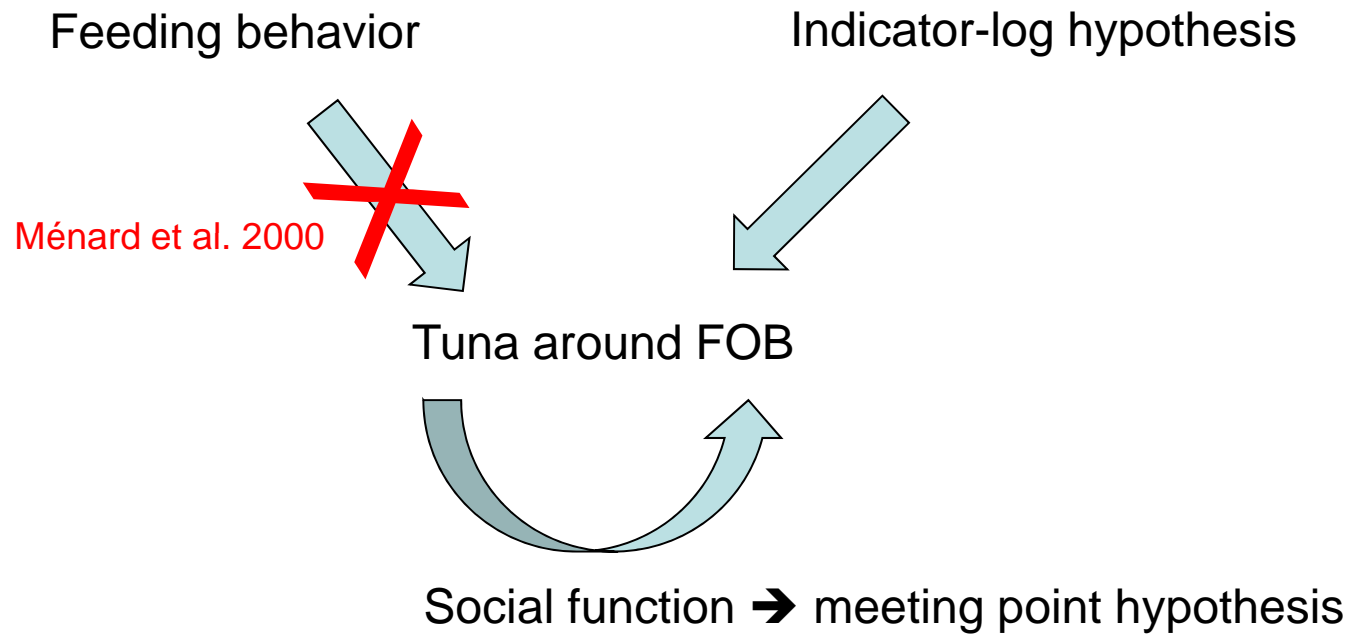 Feeding behavior
Indicator-log hypothesis
Ménard et al. 2000
Tuna around FOB
Social function ➔ meeting point hypothesis